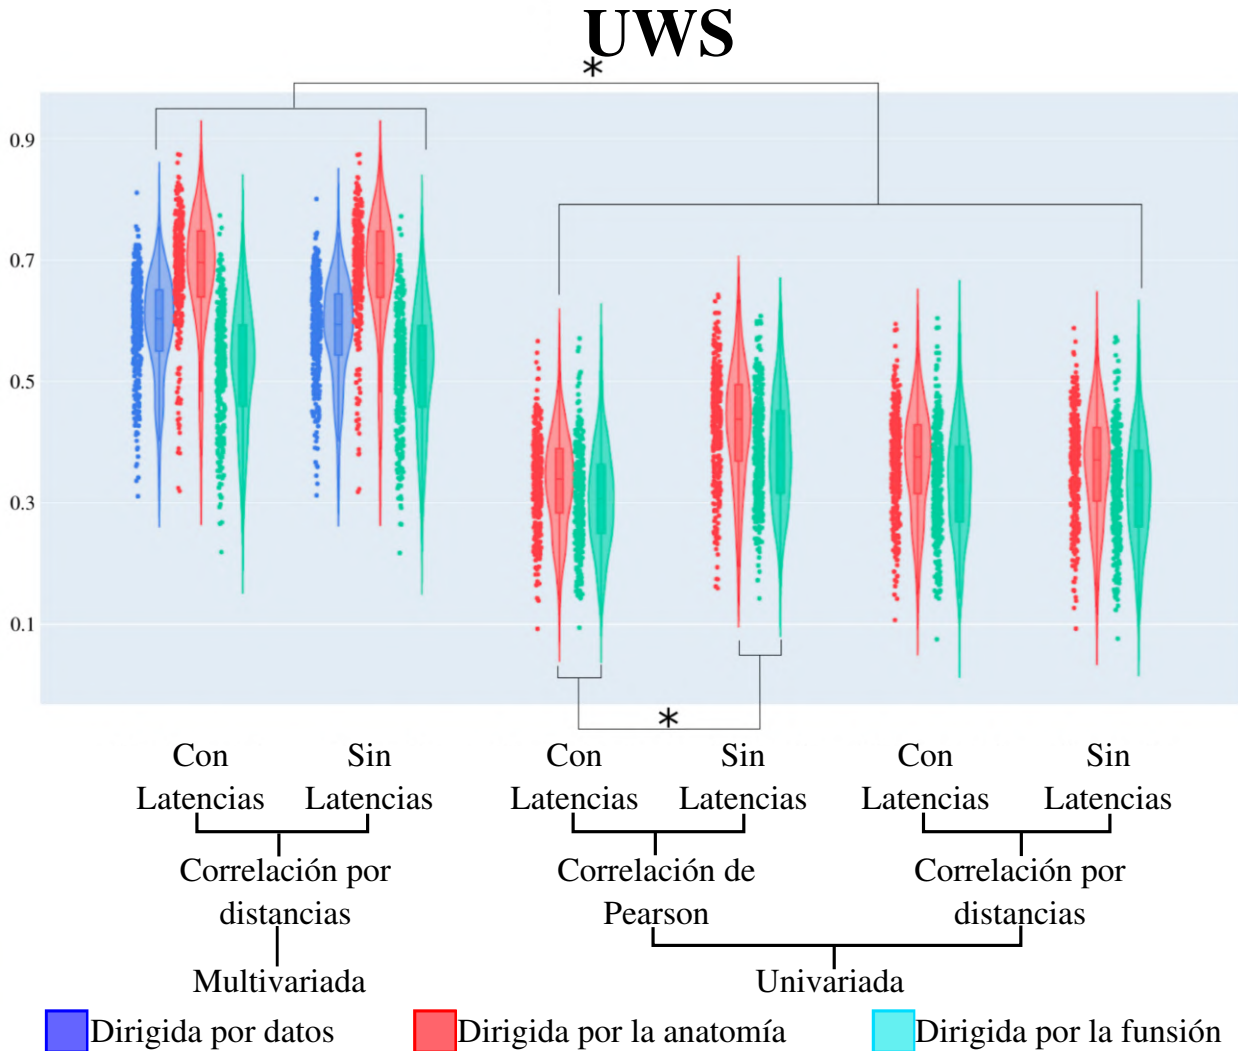 UWS
*
0.9
0.7
0.5
0.3
0.1
*
Con Latencias
Sin Latencias
Con Latencias
Sin Latencias
Con Latencias
Sin Latencias
Correlación por distancias
Correlación de Pearson
Correlación por distancias
Multivariada
Univariada
Dirigida por datos
Dirigida por la anatomía
Dirigida por la funsión